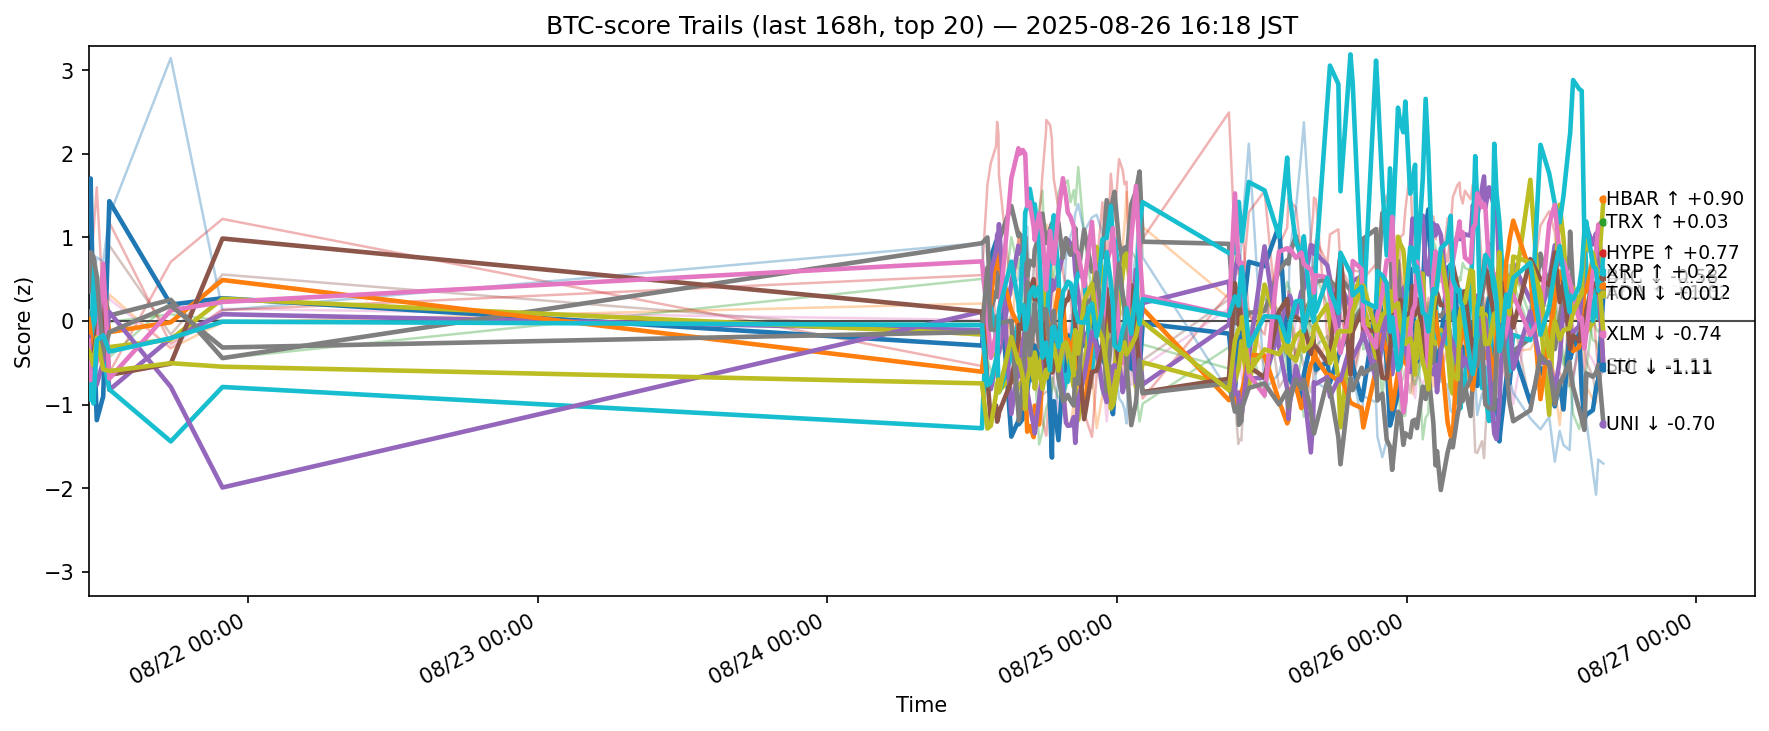 BTC-score Trails (last 168h, top 20) — 2025-08-26 16:18 JST
Score (z)
3
2
1
0
−1
−2
−3
HBAR ↑ +0.90
TRX ↑ +0.03
HYPE ↑ +0.77
XRP ↑ +0.22
TON ↓ -0.01
XLM ↓ -0.74
LTC ↓ -1.11
UNI ↓ -0.70
08/22 00:00
08/23 00:00
08/24 00:00
08/25 00:00
08/26 00:00
08/27 00:00
Time